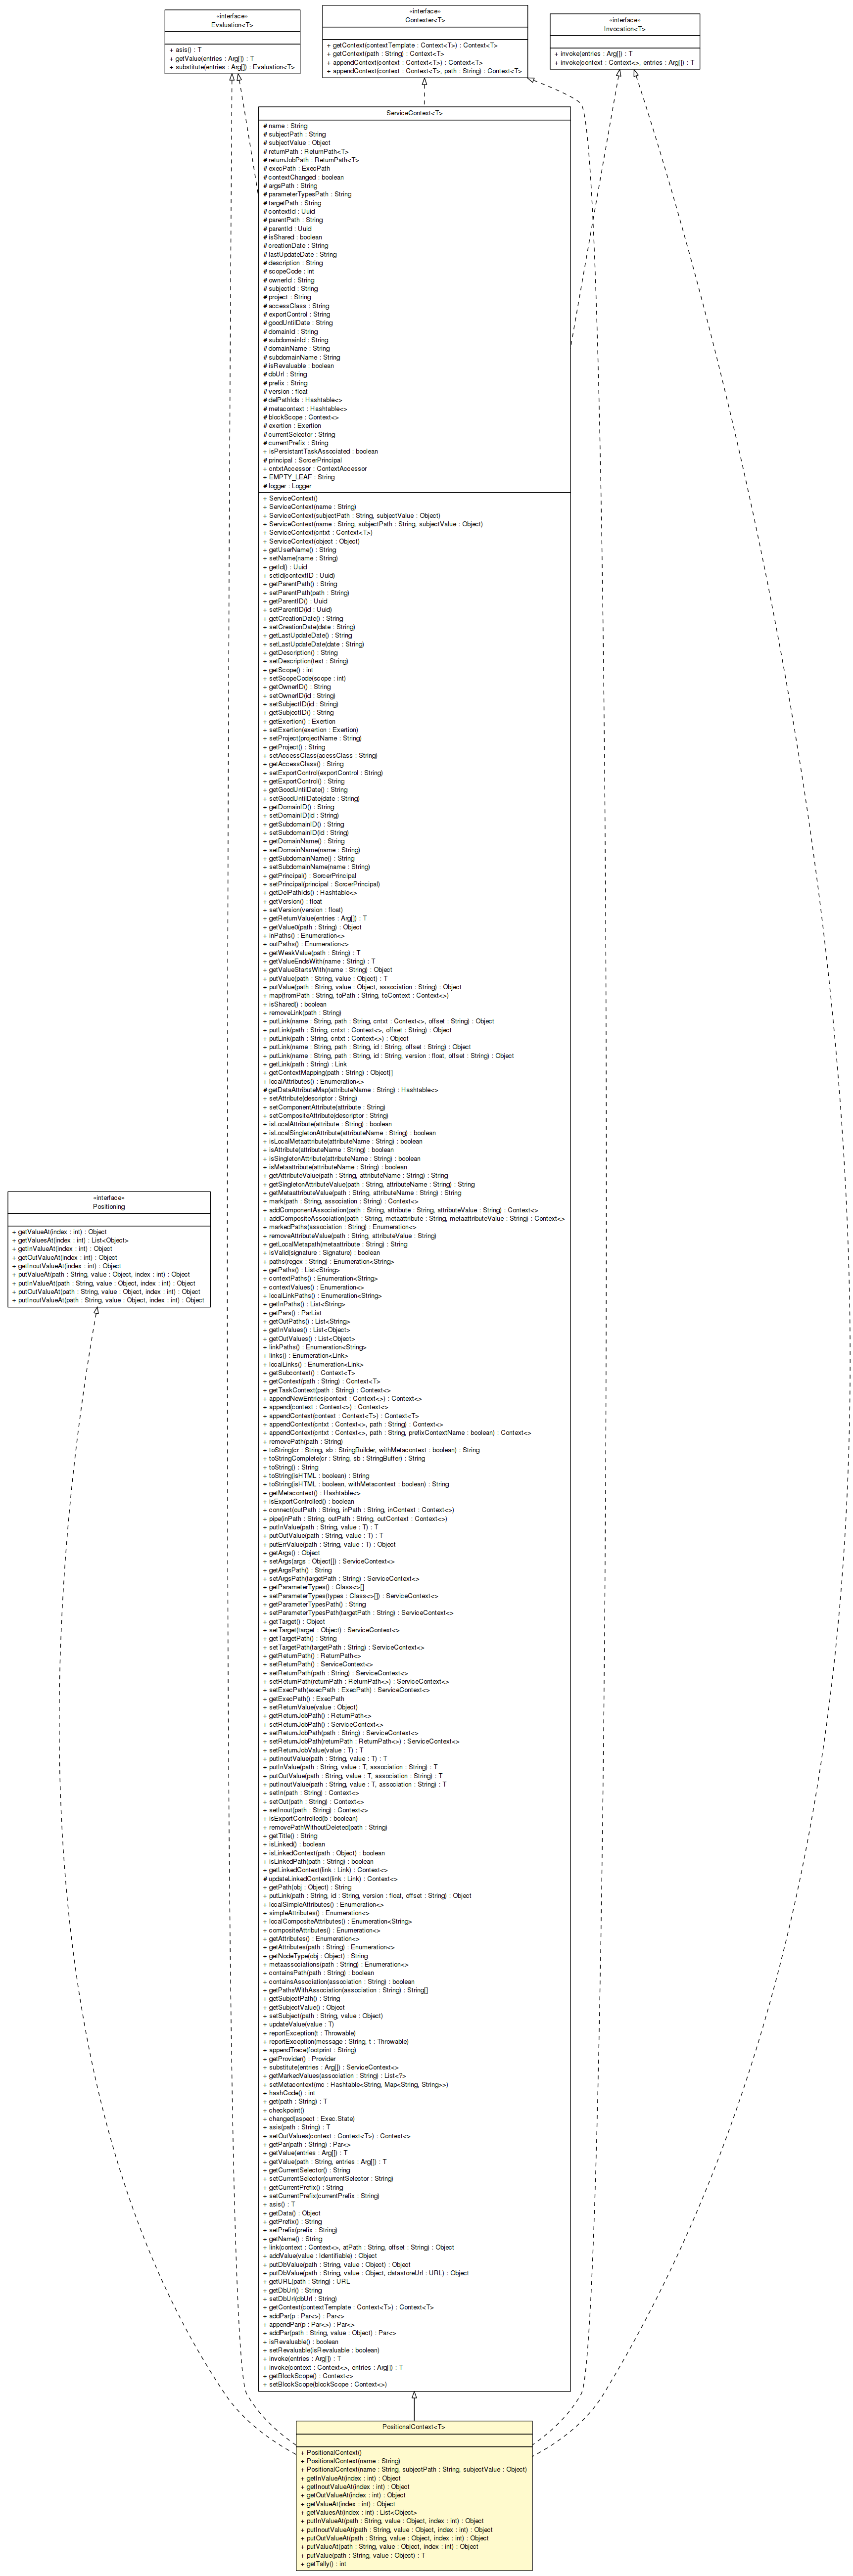 «interface»
Evaluation<T>
+ asis() : T
+ getValue(entries : Arg[]) : T
+ substitute(entries : Arg[]) : Evaluation<T>
«interface»
Contexter<T>
+ getContext(contextTemplate : Context<T>) : Context<T>
+ getContext(path : String) : Context<T>
+ appendContext(context : Context<T>) : Context<T>
+ appendContext(context : Context<T>, path : String) : Context<T>
«interface»
Invocation<T>
+ invoke(entries : Arg[]) : T
+ invoke(context : Context<>, entries : Arg[]) : T
ServiceContext<T>
# name : String
# subjectPath : String
# subjectValue : Object
# returnPath : ReturnPath<T>
# returnJobPath : ReturnPath<T>
# execPath : ExecPath
# contextChanged : boolean
# argsPath : String
# parameterTypesPath : String
# targetPath : String
# contextId : Uuid
# parentPath : String
# parentId : Uuid
# isShared : boolean
# creationDate : String
# lastUpdateDate : String
# description : String
# scopeCode : int
# ownerId : String
# subjectId : String
# project : String
# accessClass : String
# exportControl : String
# goodUntilDate : String
# domainId : String
# subdomainId : String
# domainName : String
# subdomainName : String
# isRevaluable : boolean
# dbUrl : String
# prefix : String
# version : float
# delPathIds : Hashtable<>
# metacontext : Hashtable<>
# blockScope : Context<>
# exertion : Exertion
# currentSelector : String
# currentPrefix : String
+ isPersistantTaskAssociated : boolean
# principal : SorcerPrincipal
+ cntxtAccessor : ContextAccessor
+ EMPTY_LEAF : String
# logger : Logger
+ ServiceContext()
+ ServiceContext(name : String)
+ ServiceContext(subjectPath : String, subjectValue : Object)
+ ServiceContext(name : String, subjectPath : String, subjectValue : Object)
+ ServiceContext(cntxt : Context<T>)
+ ServiceContext(object : Object)
+ getUserName() : String
+ setName(name : String)
+ getId() : Uuid
+ setId(contextID : Uuid)
+ getParentPath() : String
+ setParentPath(path : String)
+ getParentID() : Uuid
+ setParentID(id : Uuid)
+ getCreationDate() : String
+ setCreationDate(date : String)
+ getLastUpdateDate() : String
+ setLastUpdateDate(date : String)
+ getDescription() : String
+ setDescription(text : String)
+ getScope() : int
+ setScopeCode(scope : int)
+ getOwnerID() : String
+ setOwnerID(id : String)
+ setSubjectID(id : String)
+ getSubjectID() : String
+ getExertion() : Exertion
+ setExertion(exertion : Exertion)
+ setProject(projectName : String)
+ getProject() : String
+ setAccessClass(acessClass : String)
+ getAccessClass() : String
+ setExportControl(exportControl : String)
+ getExportControl() : String
+ getGoodUntilDate() : String
+ setGoodUntilDate(date : String)
+ getDomainID() : String
+ setDomainID(id : String)
+ getSubdomainID() : String
+ setSubdomainID(id : String)
+ getDomainName() : String
+ setDomainName(name : String)
+ getSubdomainName() : String
+ setSubdomainName(name : String)
+ getPrincipal() : SorcerPrincipal
+ setPrincipal(principal : SorcerPrincipal)
+ getDelPathIds() : Hashtable<>
+ getVersion() : float
+ setVersion(version : float)
+ getReturnValue(entries : Arg[]) : T
+ getValue0(path : String) : Object
+ inPaths() : Enumeration<>
+ outPaths() : Enumeration<>
+ getWeakValue(path : String) : T
+ getValueEndsWith(name : String) : T
+ getValueStartsWith(name : String) : Object
+ putValue(path : String, value : Object) : T
+ putValue(path : String, value : Object, association : String) : Object
+ map(fromPath : String, toPath : String, toContext : Context<>)
+ isShared() : boolean
+ removeLink(path : String)
+ putLink(name : String, path : String, cntxt : Context<>, offset : String) : Object
+ putLink(path : String, cntxt : Context<>, offset : String) : Object
+ putLink(path : String, cntxt : Context<>) : Object
+ putLink(name : String, path : String, id : String, offset : String) : Object
+ putLink(name : String, path : String, id : String, version : float, offset : String) : Object
+ getLink(path : String) : Link
+ getContextMapping(path : String) : Object[]
+ localAttributes() : Enumeration<>
# getDataAttributeMap(attributeName : String) : Hashtable<>
+ setAttribute(descriptor : String)
+ setComponentAttribute(attribute : String)
+ setCompositeAttribute(descriptor : String)
+ isLocalAttribute(attribute : String) : boolean
+ isLocalSingletonAttribute(attributeName : String) : boolean
+ isLocalMetaattribute(attributeName : String) : boolean
+ isAttribute(attributeName : String) : boolean
+ isSingletonAttribute(attributeName : String) : boolean
+ isMetaattribute(attributeName : String) : boolean
+ getAttributeValue(path : String, attributeName : String) : String
+ getSingletonAttributeValue(path : String, attributeName : String) : String
+ getMetaattributeValue(path : String, attributeName : String) : String
+ mark(path : String, association : String) : Context<>
+ addComponentAssociation(path : String, attribute : String, attributeValue : String) : Context<>
+ addCompositeAssociation(path : String, metaattribute : String, metaattributeValue : String) : Context<>
+ markedPaths(association : String) : Enumeration<>
+ removeAttributeValue(path : String, attributeValue : String)
+ getLocalMetapath(metaattribute : String) : String
+ isValid(signature : Signature) : boolean
+ paths(regex : String) : Enumeration<String>
+ getPaths() : List<String>
+ contextPaths() : Enumeration<String>
+ contextValues() : Enumeration<>
+ localLinkPaths() : Enumeration<String>
+ getInPaths() : List<String>
+ getPars() : ParList
+ getOutPaths() : List<String>
+ getInValues() : List<Object>
+ getOutValues() : List<Object>
+ linkPaths() : Enumeration<String>
+ links() : Enumeration<Link>
+ localLinks() : Enumeration<Link>
+ getSubcontext() : Context<T>
+ getContext(path : String) : Context<T>
+ getTaskContext(path : String) : Context<>
+ appendNewEntries(context : Context<>) : Context<>
+ append(context : Context<>) : Context<>
+ appendContext(context : Context<T>) : Context<T>
+ appendContext(cntxt : Context<>, path : String) : Context<>
+ appendContext(cntxt : Context<>, path : String, prefixContextName : boolean) : Context<>
+ removePath(path : String)
+ toString(cr : String, sb : StringBuilder, withMetacontext : boolean) : String
+ toStringComplete(cr : String, sb : StringBuffer) : String
+ toString() : String
+ toString(isHTML : boolean) : String
+ toString(isHTML : boolean, withMetacontext : boolean) : String
+ getMetacontext() : Hashtable<>
+ isExportControlled() : boolean
+ connect(outPath : String, inPath : String, inContext : Context<>)
+ pipe(inPath : String, outPath : String, outContext : Context<>)
+ putInValue(path : String, value : T) : T
+ putOutValue(path : String, value : T) : T
+ putErrValue(path : String, value : T) : Object
+ getArgs() : Object
+ setArgs(args : Object[]) : ServiceContext<>
+ getArgsPath() : String
+ setArgsPath(targetPath : String) : ServiceContext<>
+ getParameterTypes() : Class<>[]
+ setParameterTypes(types : Class<>[]) : ServiceContext<>
+ getParameterTypesPath() : String
+ setParameterTypesPath(targetPath : String) : ServiceContext<>
+ getTarget() : Object
+ setTarget(target : Object) : ServiceContext<>
+ getTargetPath() : String
+ setTargetPath(targetPath : String) : ServiceContext<>
+ getReturnPath() : ReturnPath<>
+ setReturnPath() : ServiceContext<>
+ setReturnPath(path : String) : ServiceContext<>
+ setReturnPath(returnPath : ReturnPath<>) : ServiceContext<>
+ setExecPath(execPath : ExecPath) : ServiceContext<>
+ getExecPath() : ExecPath
+ setReturnValue(value : Object)
+ getReturnJobPath() : ReturnPath<>
+ setReturnJobPath() : ServiceContext<>
+ setReturnJobPath(path : String) : ServiceContext<>
+ setReturnJobPath(returnPath : ReturnPath<>) : ServiceContext<>
+ setReturnJobValue(value : T) : T
+ putInoutValue(path : String, value : T) : T
+ putInValue(path : String, value : T, association : String) : T
+ putOutValue(path : String, value : T, association : String) : T
+ putInoutValue(path : String, value : T, association : String) : T
+ setIn(path : String) : Context<>
+ setOut(path : String) : Context<>
+ setInout(path : String) : Context<>
+ isExportControlled(b : boolean)
+ removePathWithoutDeleted(path : String)
+ getTitle() : String
+ isLinked() : boolean
+ isLinkedContext(path : Object) : boolean
+ isLinkedPath(path : String) : boolean
+ getLinkedContext(link : Link) : Context<>
# updateLinkedContext(link : Link) : Context<>
+ getPath(obj : Object) : String
+ putLink(path : String, id : String, version : float, offset : String) : Object
+ localSimpleAttributes() : Enumeration<>
+ simpleAttributes() : Enumeration<>
+ localCompositeAttributes() : Enumeration<String>
+ compositeAttributes() : Enumeration<>
+ getAttributes() : Enumeration<>
+ getAttributes(path : String) : Enumeration<>
+ getNodeType(obj : Object) : String
+ metaassociations(path : String) : Enumeration<>
+ containsPath(path : String) : boolean
+ containsAssociation(association : String) : boolean
+ getPathsWithAssociation(association : String) : String[]
+ getSubjectPath() : String
+ getSubjectValue() : Object
+ setSubject(path : String, value : Object)
+ updateValue(value : T)
+ reportException(t : Throwable)
+ reportException(message : String, t : Throwable)
+ appendTrace(footprint : String)
+ getProvider() : Provider
+ substitute(entries : Arg[]) : ServiceContext<>
+ getMarkedValues(association : String) : List<?>
+ setMetacontext(mc : Hashtable<String, Map<String, String>>)
+ hashCode() : int
+ get(path : String) : T
+ checkpoint()
+ changed(aspect : Exec.State)
+ asis(path : String) : T
+ setOutValues(context : Context<T>) : Context<>
+ getPar(path : String) : Par<>
+ getValue(entries : Arg[]) : T
+ getValue(path : String, entries : Arg[]) : T
+ getCurrentSelector() : String
+ setCurrentSelector(currentSelector : String)
+ getCurrentPrefix() : String
+ setCurrentPrefix(currentPrefix : String)
+ asis() : T
+ getData() : Object
+ getPrefix() : String
+ setPrefix(prefix : String)
+ getName() : String
+ link(context : Context<>, atPath : String, offset : String) : Object
+ addValue(value : Identifiable) : Object
+ putDbValue(path : String, value : Object) : Object
+ putDbValue(path : String, value : Object, datastoreUrl : URL) : Object
+ getURL(path : String) : URL
+ getDbUrl() : String
+ setDbUrl(dbUrl : String)
+ getContext(contextTemplate : Context<T>) : Context<T>
+ addPar(p : Par<>) : Par<>
+ appendPar(p : Par<>) : Par<>
+ addPar(path : String, value : Object) : Par<>
+ isRevaluable() : boolean
+ setRevaluable(isRevaluable : boolean)
+ invoke(entries : Arg[]) : T
+ invoke(context : Context<>, entries : Arg[]) : T
+ getBlockScope() : Context<>
+ setBlockScope(blockScope : Context<>)
«interface»
Positioning
+ getValueAt(index : int) : Object
+ getValuesAt(index : int) : List<Object>
+ getInValueAt(index : int) : Object
+ getOutValueAt(index : int) : Object
+ getInoutValueAt(index : int) : Object
+ putValueAt(path : String, value : Object, index : int) : Object
+ putInValueAt(path : String, value : Object, index : int) : Object
+ putOutValueAt(path : String, value : Object, index : int) : Object
+ putInoutValueAt(path : String, value : Object, index : int) : Object
PositionalContext<T>
+ PositionalContext()
+ PositionalContext(name : String)
+ PositionalContext(name : String, subjectPath : String, subjectValue : Object)
+ getInValueAt(index : int) : Object
+ getInoutValueAt(index : int) : Object
+ getOutValueAt(index : int) : Object
+ getValueAt(index : int) : Object
+ getValuesAt(index : int) : List<Object>
+ putInValueAt(path : String, value : Object, index : int) : Object
+ putInoutValueAt(path : String, value : Object, index : int) : Object
+ putOutValueAt(path : String, value : Object, index : int) : Object
+ putValueAt(path : String, value : Object, index : int) : Object
+ putValue(path : String, value : Object) : T
+ getTally() : int